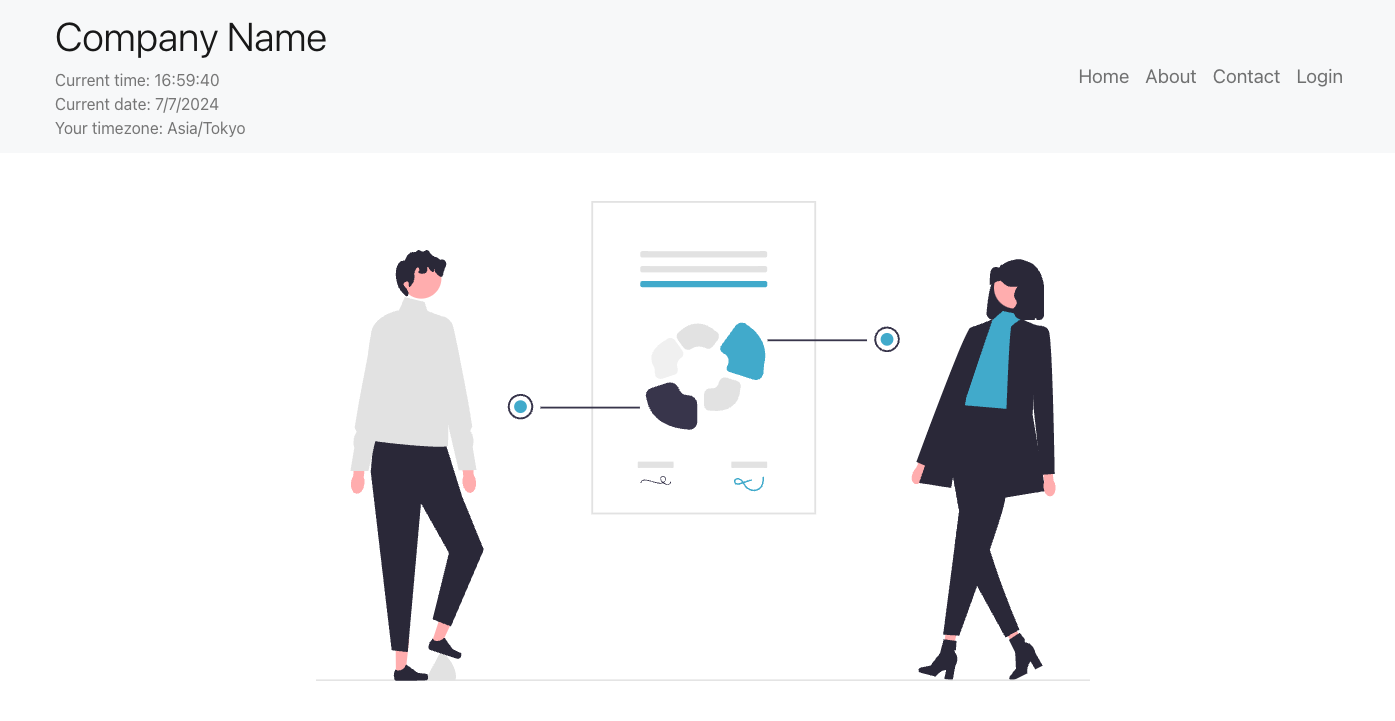 Company Name
Current time: 16:59:40
Current date: 7/7/2024
Your timezone: Asia/Tokyo
Home About Contact Login